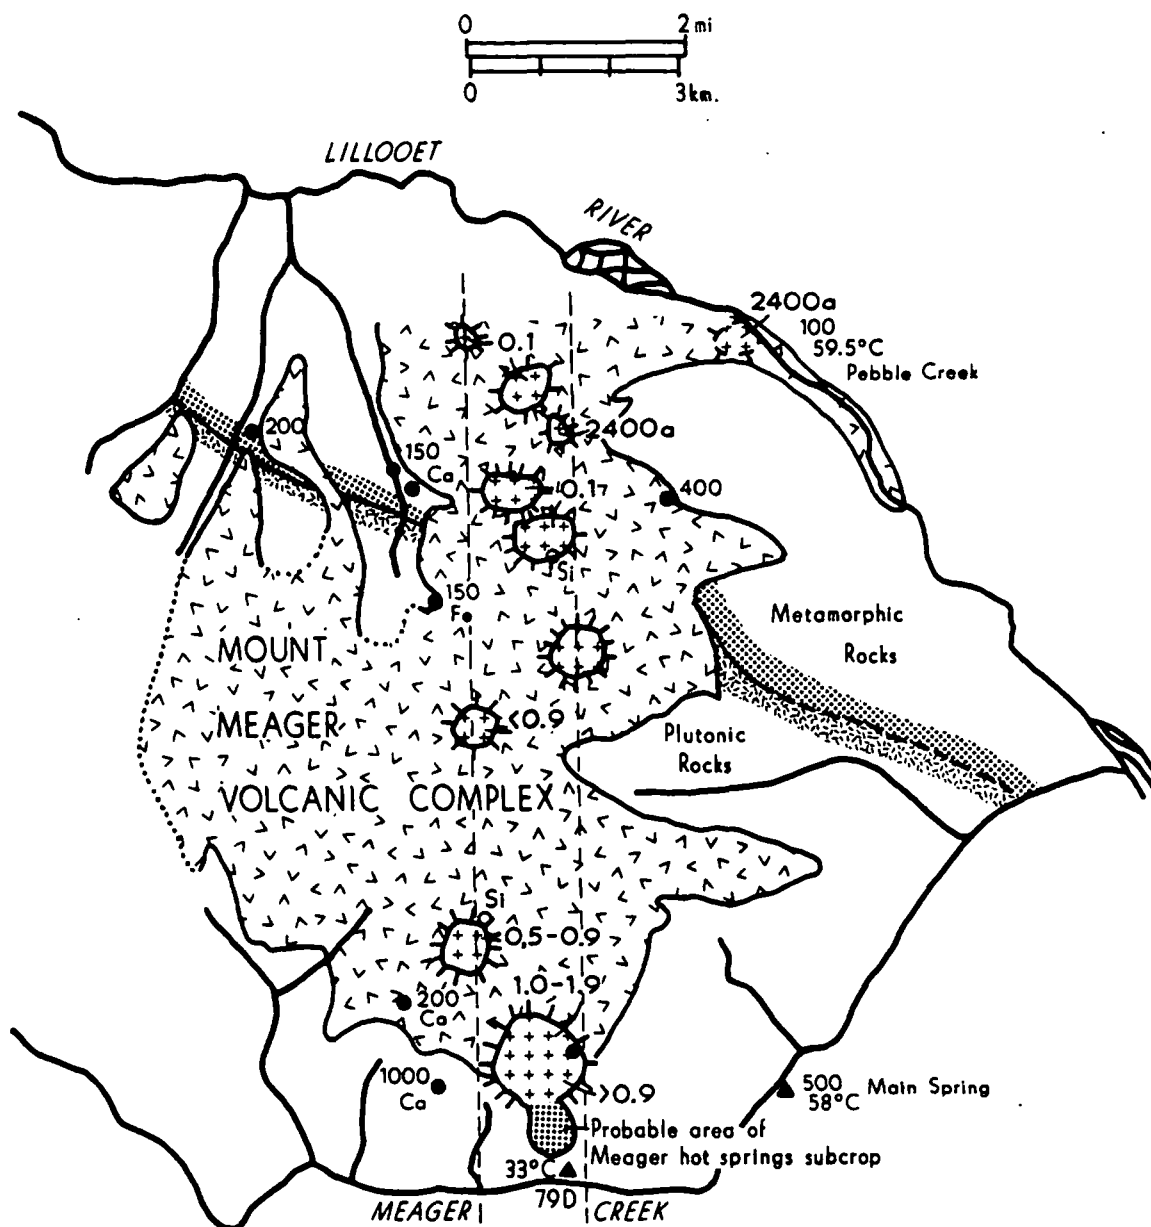 0 2 mi
0 3 km.
LILLOOET
RIVER
2400a
100
59.5°C
Pebble Creek
0.1
200
2400a
150
Ca
0.1
400
Si
150
F
Metamorphic
Rocks
MOUNT
MEAGER
VOLCANIC COMPLEX
<0.9
Plutonic
Rocks
Si
0,5-0.9
1.0-1.9
200
Ca
1000
Ca
>0.9
500 Main Spring
58°C
Probable area of
Meager hot springs subcrop
33°C
79D
MEAGER CREEK